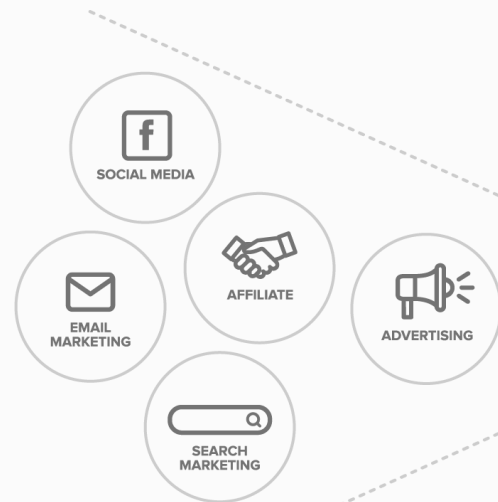 f
SOCIAL MEDIA
AFFILIATE
EMAIL
MARKETING
ADVERTISING
SEARCH
MARKETING